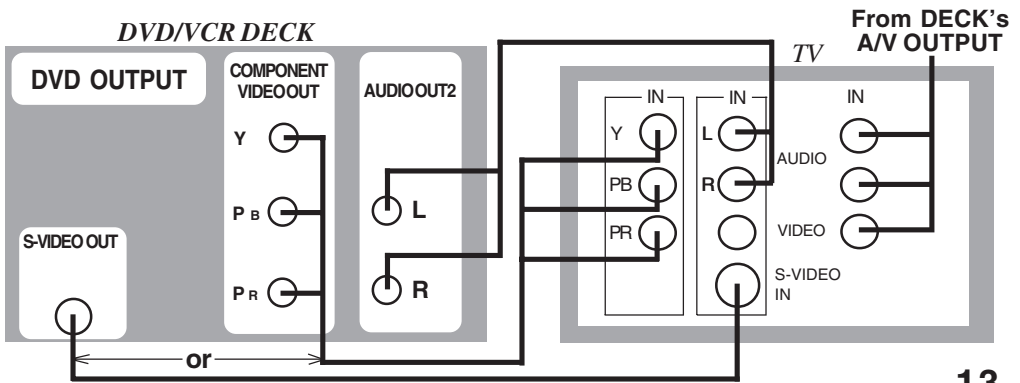 From DECK's
A/V OUTPUT
DVD/VCR DECK
TV
DVD OUTPUT
COMPONENT
VIDEO OUT
AUDIO OUT2
IN
IN
IN
Y
PB
PR
L
R
S-VIDEO OUT
Y
PB
PR
L
R
AUDIO
VIDEO
S-VIDEO
IN
or
13